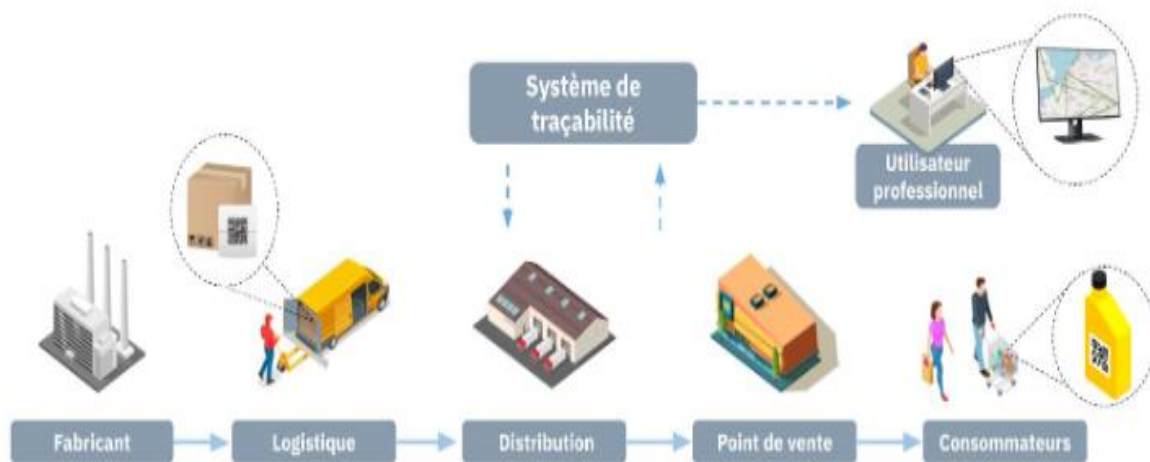 Système de
traçabilité
Utilisateur
professionnel
Fabricant
Logistique
Distribution
Point de vente
Consommateurs